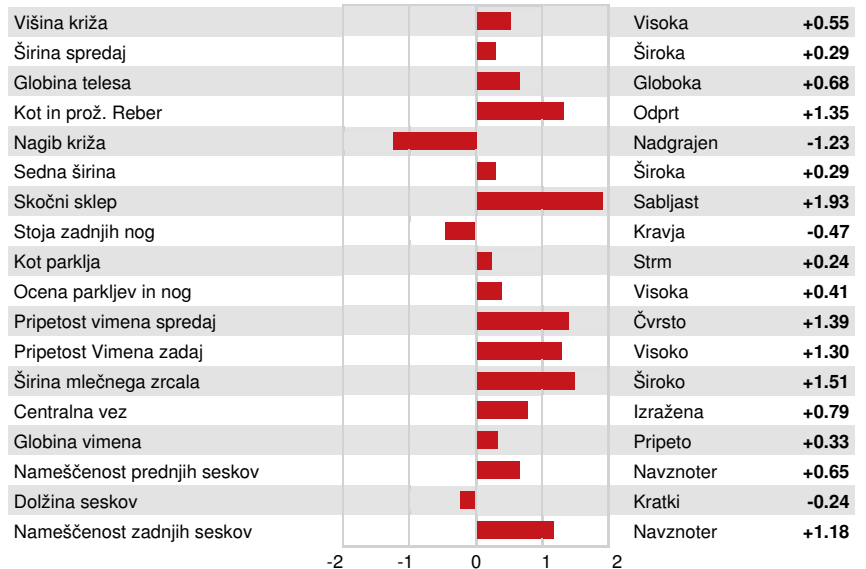 Višina križa Visoka +0.55
Širina spredaj Široka +0.29
Globina telesa Globoka +0.68
Kot in prož. Reber Odprt +1.35
Nagib križa Nadgrajen -1.23
Sedna širina Široka +0.29
Skočni sklep Sabljast +1.93
Stoja zadnjih nog Kravja -0.47
Kot parklja Strm +0.24
Ocena parkljev in nog Visoka +0.41
Pripetost vimena spredaj Čvrsto +1.39
Pripetost Vimena zadaj Visoko +1.30
Širina mlečnega zrcala Široko +1.51
Centralna vez Izražena +0.79
Globina vimena Pripeto +0.33
Nameščenost prednjih seskov Navznoter +0.65
Dolžina seskov Kratki -0.24
Nameščenost zadnjih seskov Navznoter +1.18
-2 -1 0 1 2